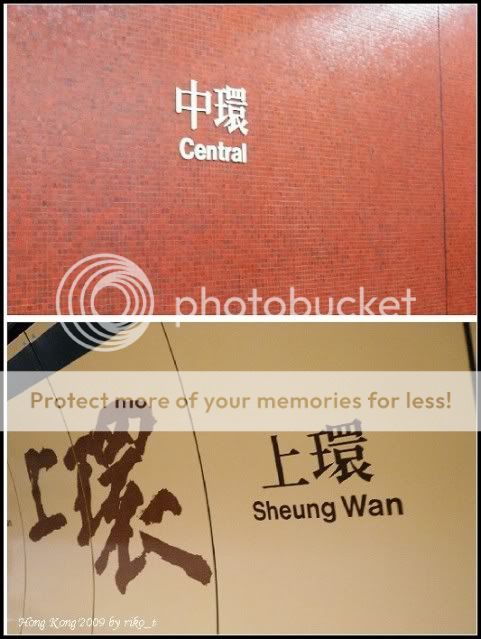 中環
Central
photobucket
Protect more of your memories for less!
上環
上環
Sheung Wan
Hong Kong 2009 by riko_t